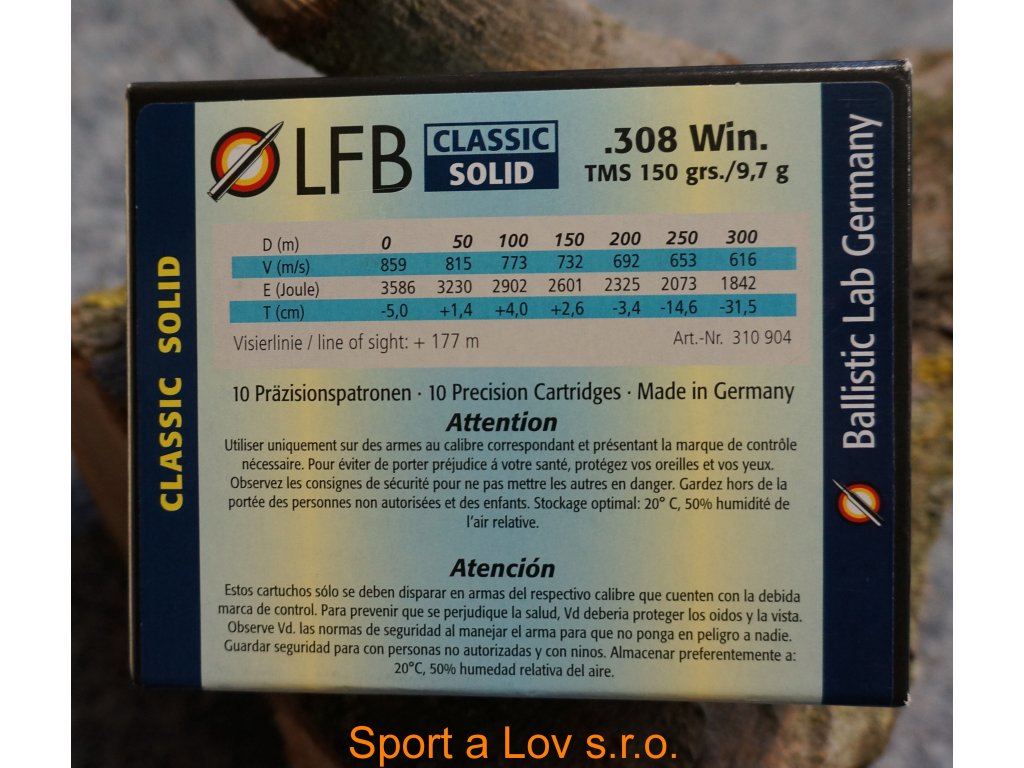 LFB CLASSIC SOLID
.308 Win.
TMS 150 grs./9,7 g
D (m) 0 50 100 150 200 250 300
V (m/s) 859 815 773 732 692 653 616
E (Joule) 3586 3230 2902 2601 2325 2073 1842
T (cm) -5,0 +1,4 +4,0 +2,6 -3,4 -14,6 -31,5
Visierlinie / line of sight: + 177 m Art.-Nr. 310 904
10 Präzisionspatronen · 10 Precision Cartridges · Made in Germany
Attention
Utiliser uniquement sur des armes au calibre correspondant et présentant la marque de contrôle
nécessaire. Pour éviter de porter préjudice á votre santé, protégez vos oreilles et vos yeux.
Observez les consignes de sécurité pour ne pas mettre les autres en danger. Gardez hors de la
portée des personnes non autorisées et des enfants. Stockage optimal: 20° C, 50% humidité de
l'air relative.
Atención
Estos cartuchos sólo se deben disparar en armas del respectivo calibre que cuenten con la debida
marca de control. Para prevenir que se perjudique la salud, Vd deberia proteger los oidos y la vista.
Observe Vd. las normas de seguridad al manejar el arma para que no ponga en peligro a nadie.
Guardar seguridad para con personas no autorizadas y con ninos. Almacenar preferentemente a:
20°C, 50% humedad relativa del aire.
CLASSIC SOLID
Ballistic Lab Germany
Sport a Lov s.r.o.